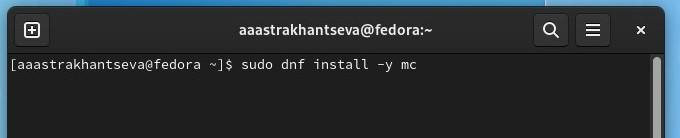 aaastrakhantseva@fedora:~
[aaastrakhantseva@fedora ~]$ sudo dnf install -y mc